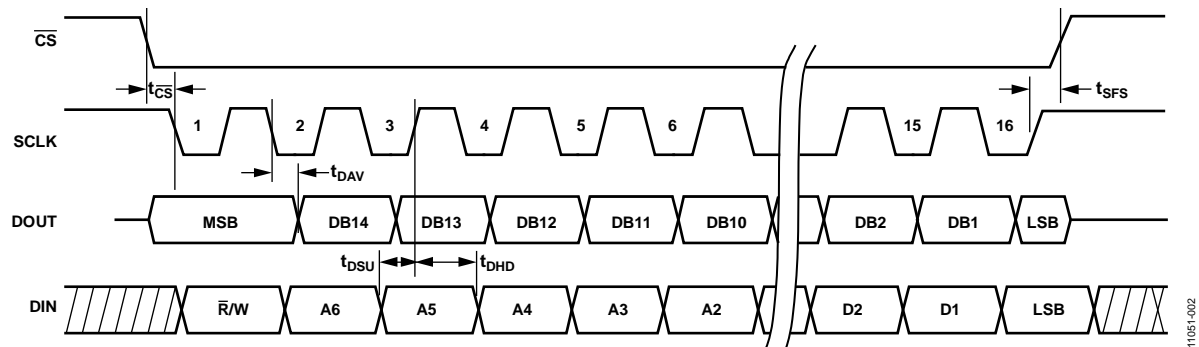 CS
tCS
tSFS
SCLK
1 2 3 4 5 6 15 16
tDAV
DOUT
MSB DB14 DB13 DB12 DB11 DB10 DB2 DB1 LSB
tDSU tDHD
DIN
R/W A6 A5 A4 A3 A2 D2 D1 LSB
11051-002